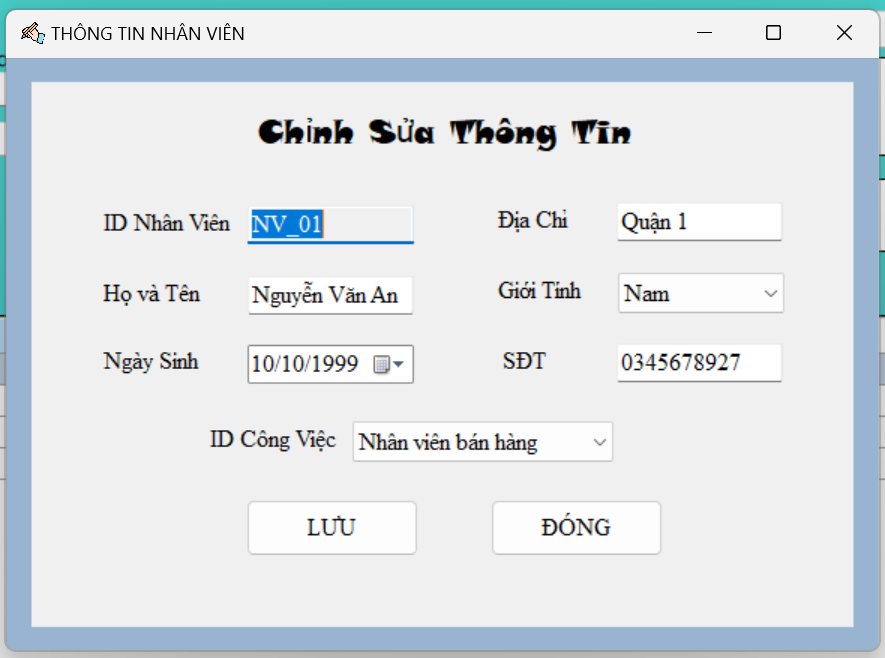 THÔNG TIN NHÂN VIÊN
Chỉnh Sửa Thông Tin
ID Nhân Viên NV_01 Địa Chỉ Quận 1
Họ và Tên Nguyễn Văn An Giới Tính Nam
Ngày Sinh 10/10/1999 SĐT 0345678927
ID Công Việc Nhân viên bán hàng
LƯU ĐÓNG